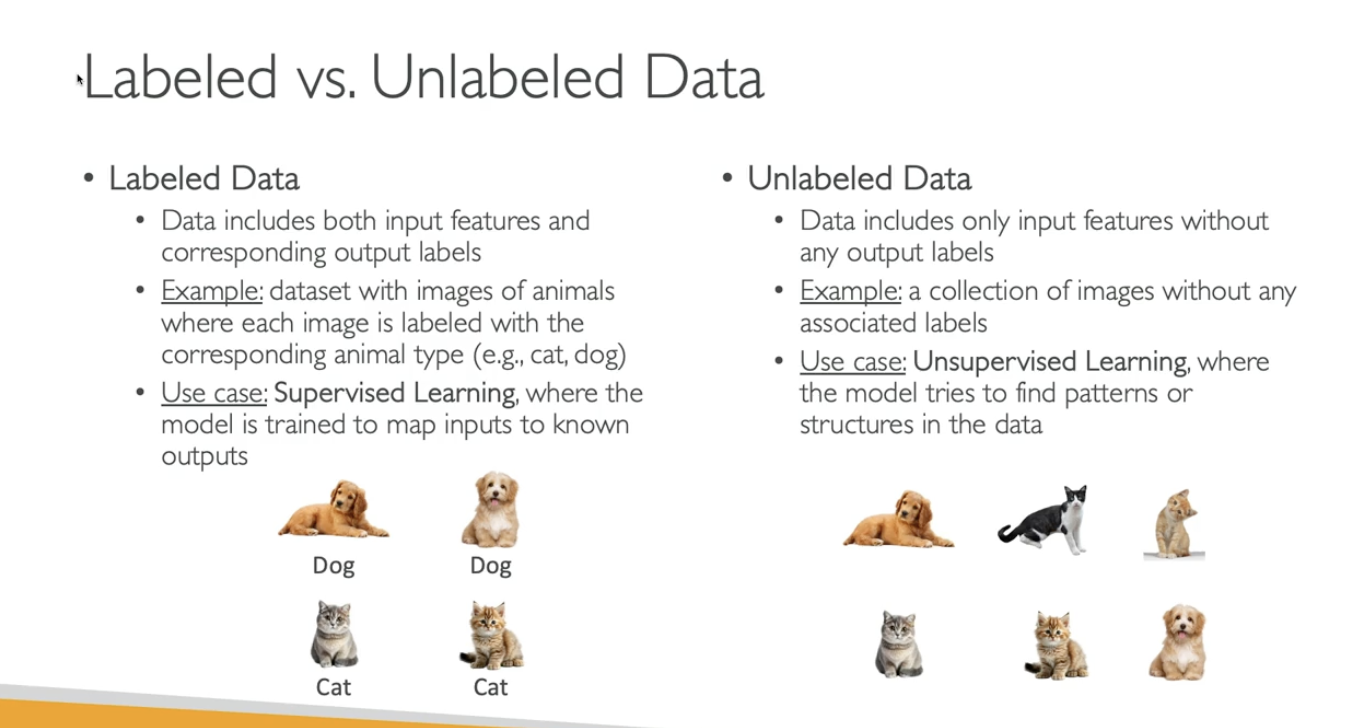 Labeled vs. Unlabeled Data
• Labeled Data
• Data includes both input features and
corresponding output labels
• Example: dataset with images of animals
where each image is labeled with the
corresponding animal type (e.g., cat, dog)
• Use case: Supervised Learning, where the
model is trained to map inputs to known
outputs
Dog
Dog
Cat
Cat
• Unlabeled Data
• Data includes only input features without
any output labels
• Example: a collection of images without any
associated labels
• Use case: Unsupervised Learning, where
the model tries to find patterns or
structures in the data